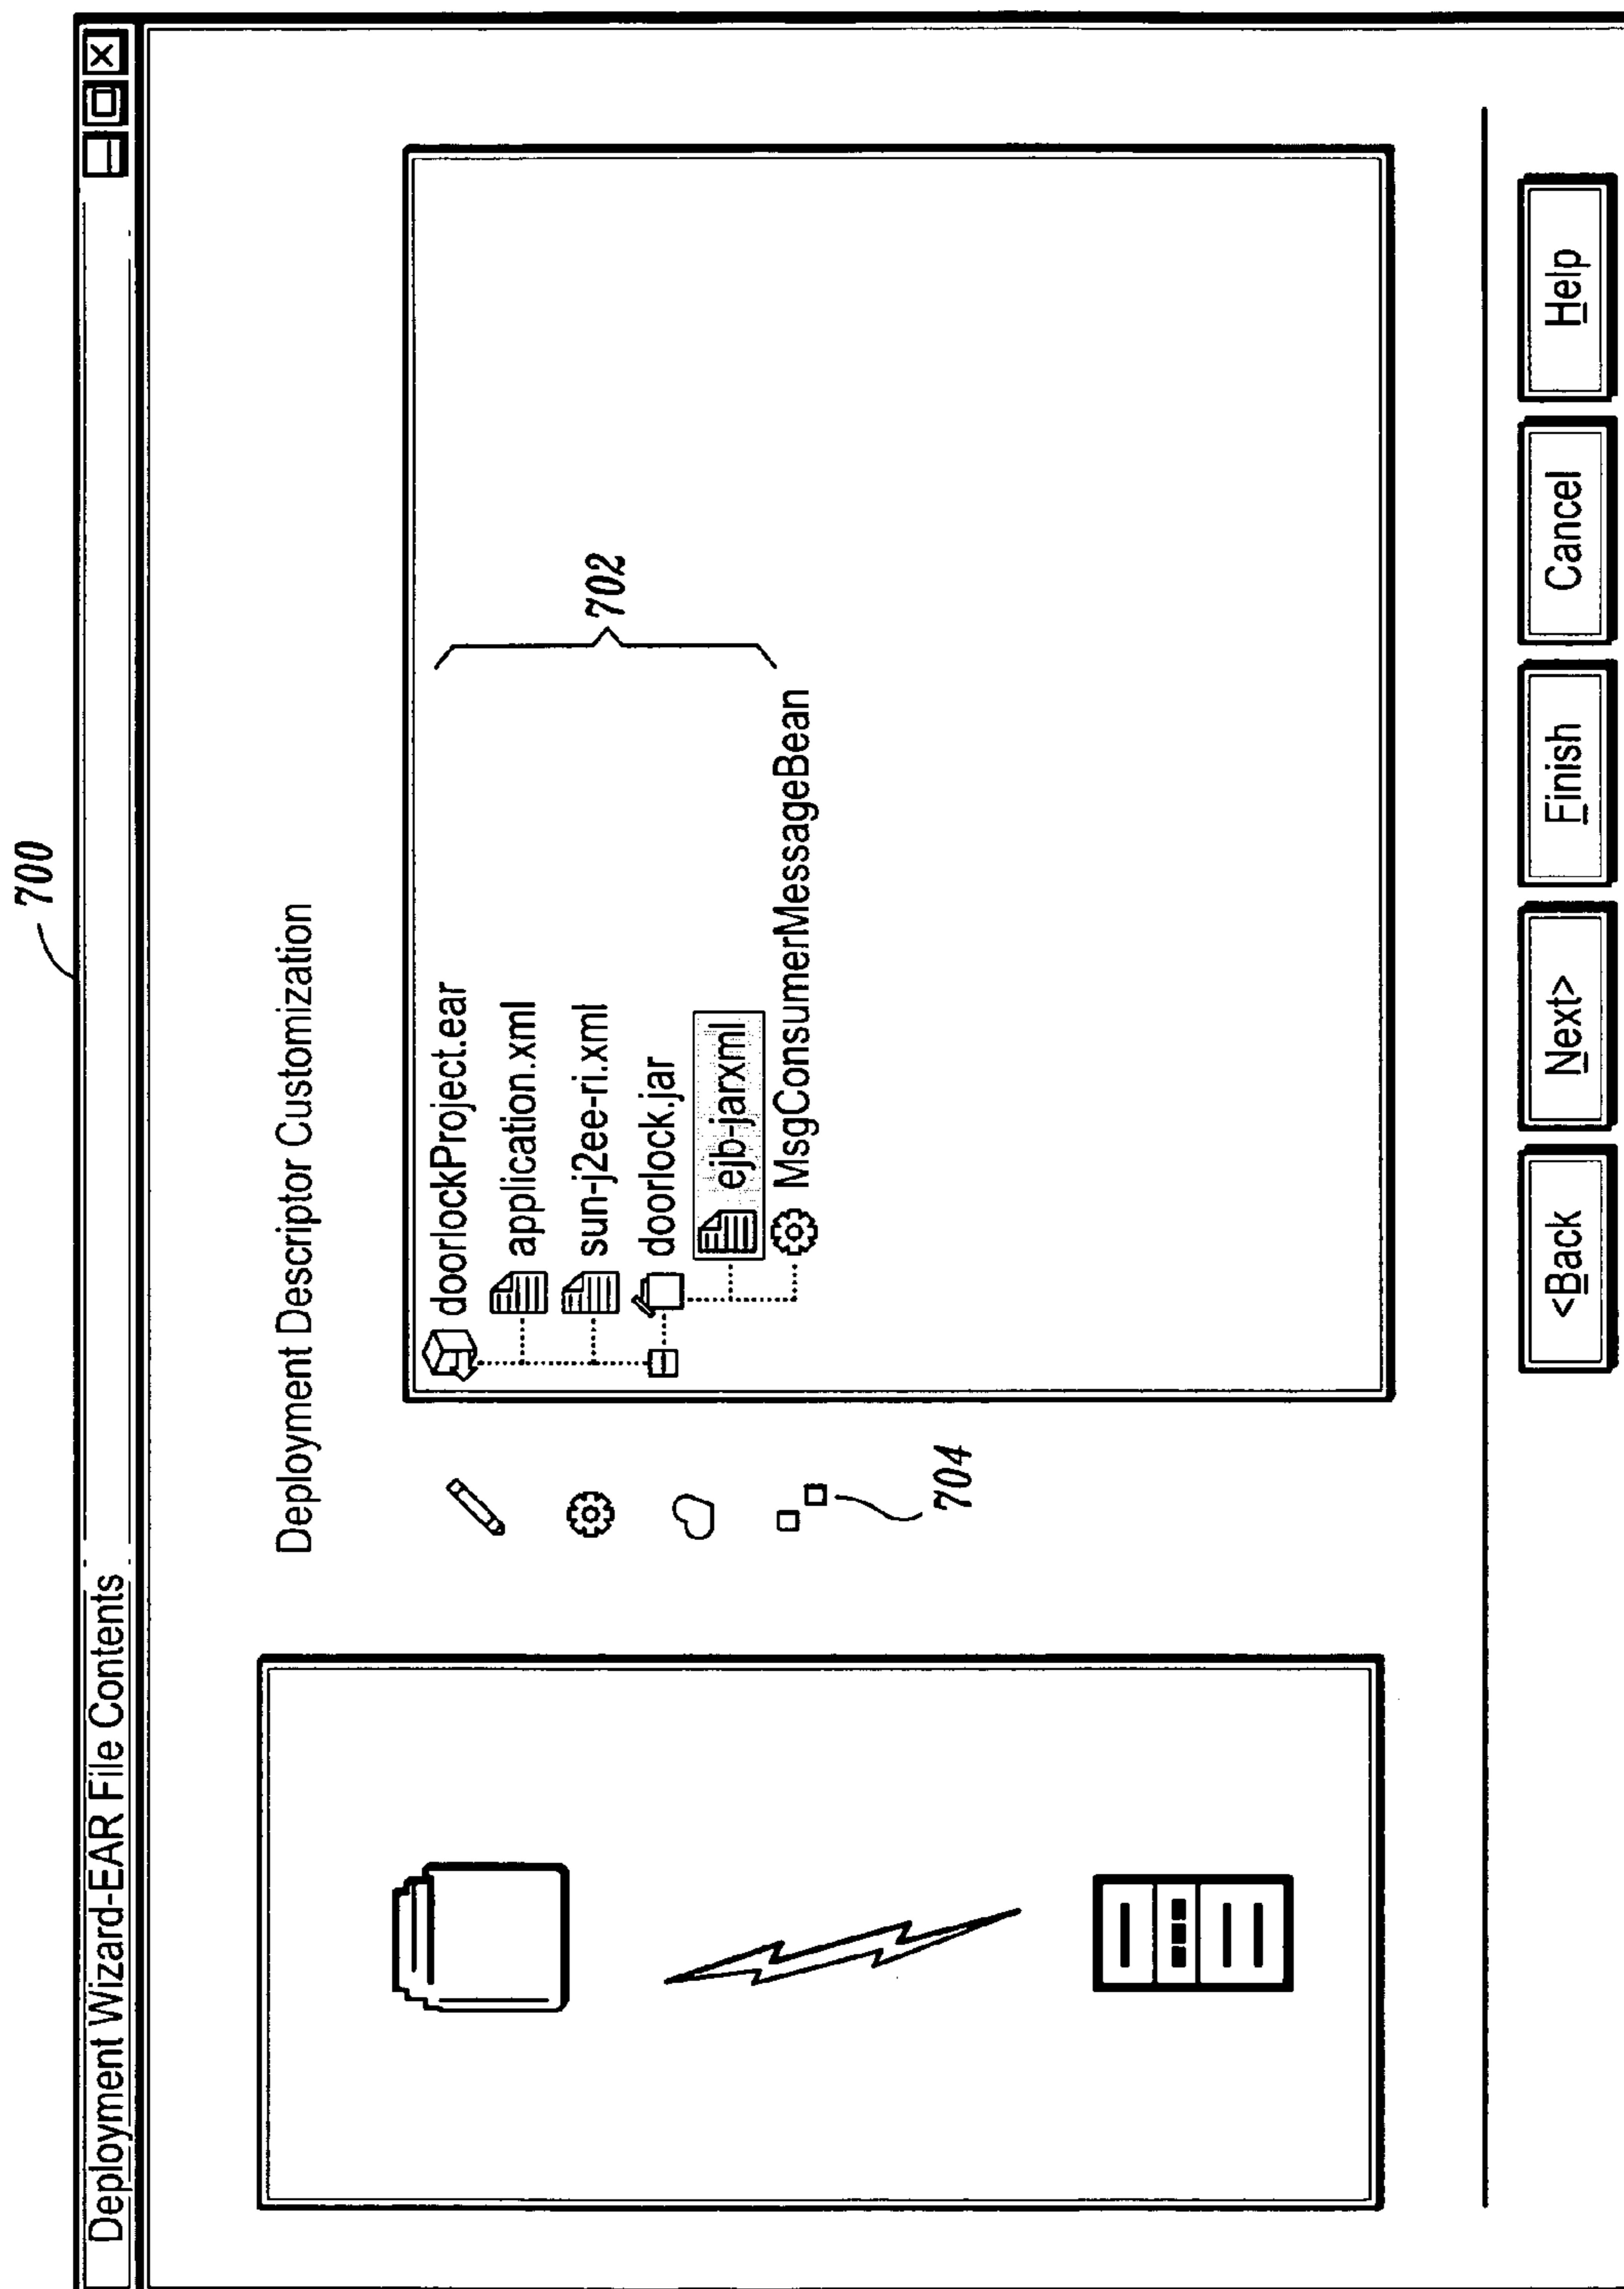 700
Deployment Wizard-EAR File Contents
Deployment Descriptor Customization
doorlockProject.ear
application.xml
sun-j2ee-ri.xml
702
doorlock.jar
ejb-jarxml
MsgConsumerMessageBean
704
<Back
Next>
Finish
Cancel
Help